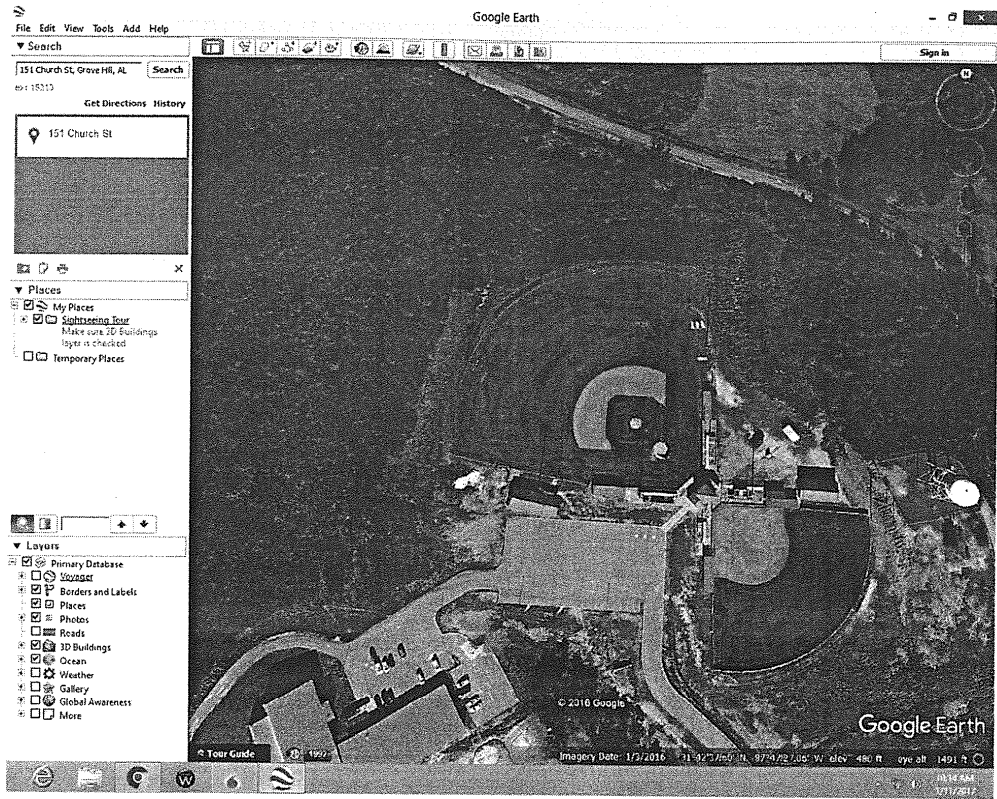 Google Earth
File Edit View Tools Add Help
▼ Search
151 Church St, Grove Hill, AL
Search
Get Directions History
151 Church St
▼ Places
My Places
Sightseeing Tour
Make sure 3D Buildings
layer is checked
Temporary Places
▼ Layers
Primary Database
Voyager
Borders and Labels
Places
Photos
Roads
3D Buildings
Ocean
Weather
Gallery
Global Awareness
More
Sign in
N
© 2016 Google
Google Earth
Tour Guide
1997
Imagery Date: 1/3/2016
elev 480 ft eye alt 1491 ft